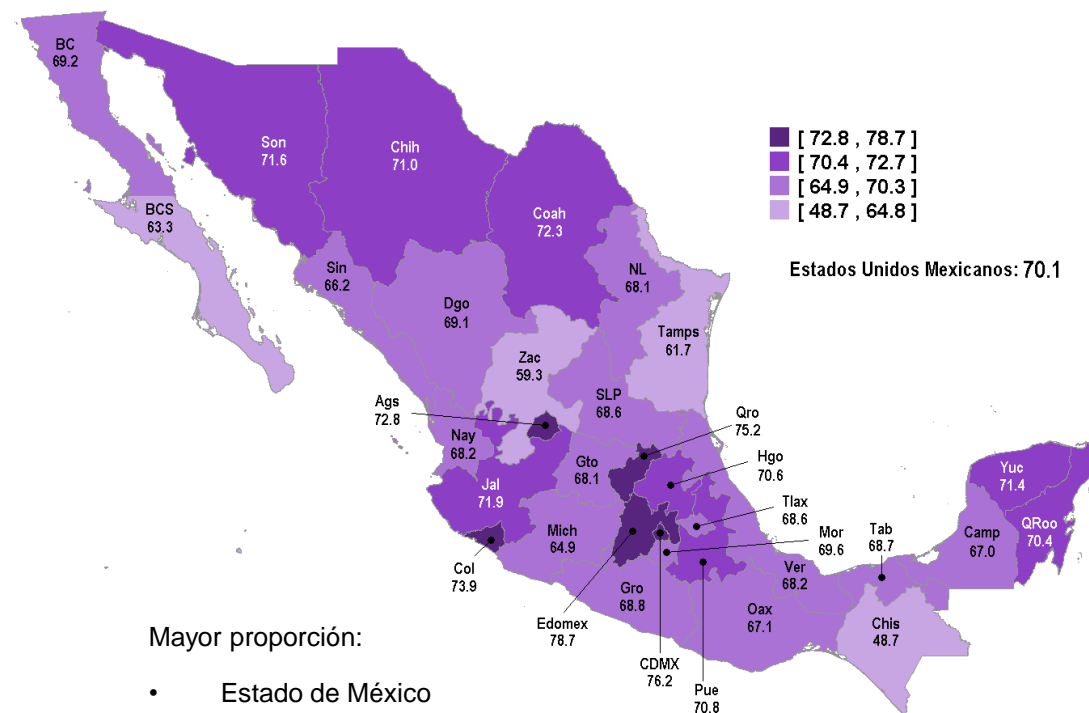 BC
69.2
Son
71.6
Chih
71.0
[ 72.8 , 78.7 ]
[ 70.4 , 72.7 ]
[ 64.9 , 70.3 ]
[ 48.7 , 64.8 ]
BCS
63.3
Coah
72.3
Estados Unidos Mexicanos: 70.1
Sin
66.2
NL
68.1
Dgo
69.1
Tamps
61.7
Zac
59.3
SLP
68.6
Ags
72.8
Qro
75.2
Nay
68.2
Gto
68.1
Hgo
70.6
Yuc
71.4
Jal
71.9
Tlax
68.6
QRoo
70.4
Mich
64.9
Mor
69.6
Tab
68.7
Camp
67.0
Col
73.9
Ver
68.2
Gro
68.8
Oax
67.1
Chis
48.7
Edomex
78.7
CDMX
76.2
Pue
70.8
Mayor proporción:
• Estado de México